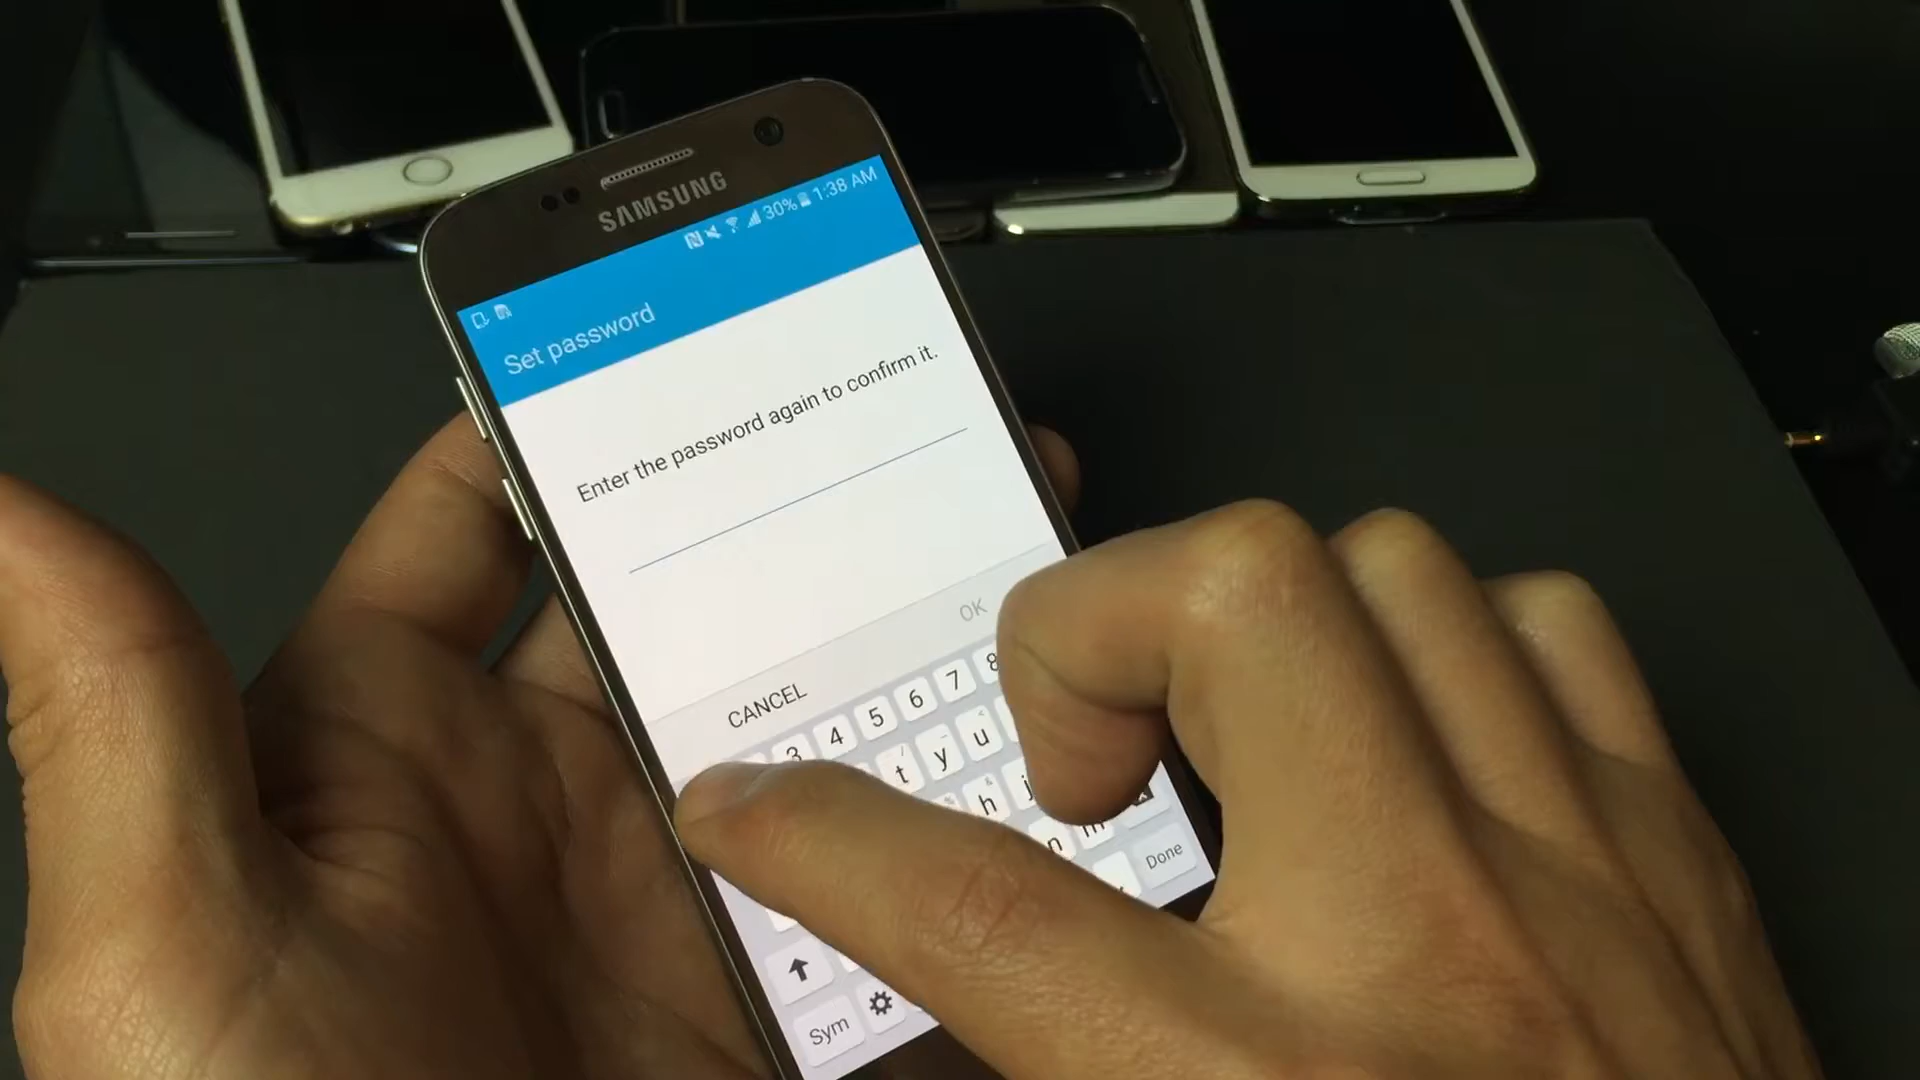 SAMSUNG
30% 1:38 AM
Set password
Enter the password again to confirm it.
CANCEL OK
3 4 5 6 7 8
t y u
h j
n m
Done
Sym